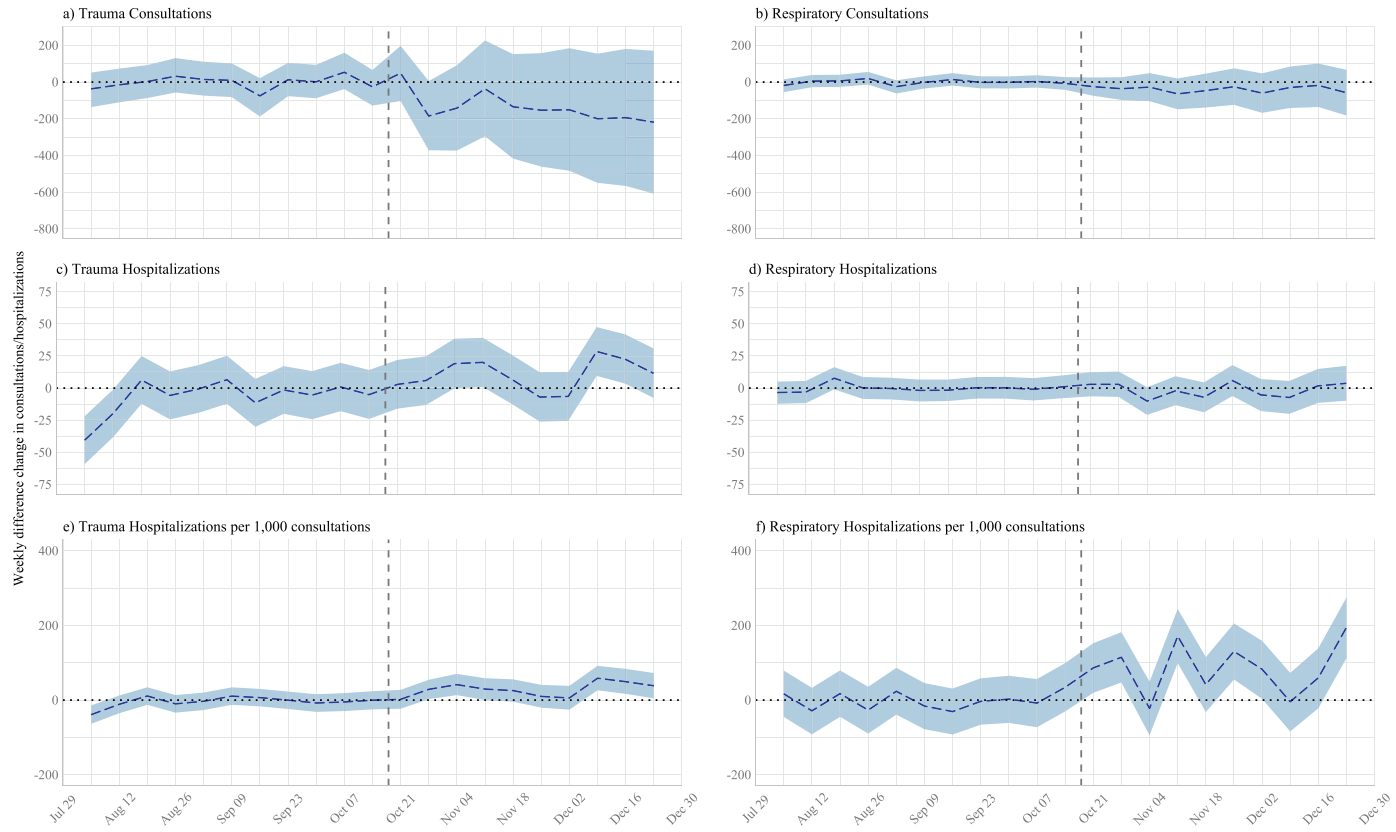 a) Trauma Consultations
200
0
-200
-400
-600
-800
b) Respiratory Consultations
200
0
-200
-400
-600
-800
Weekly difference change in consultations/hospitalizations
c) Trauma Hospitalizations
75
50
25
0
-25
-50
-75
d) Respiratory Hospitalizations
75
50
25
0
-25
-50
-75
e) Trauma Hospitalizations per 1,000 consultations
400
200
0
-200
Jul 29
Aug 12
Aug 26
Sep 09
Sep 23
Oct 07
Oct 21
Nov 04
Nov 18
Dec 02
Dec 16
Dec 30
f) Respiratory Hospitalizations per 1,000 consultations
400
200
0
-200
Jul 29
Aug 12
Aug 26
Sep 09
Sep 23
Oct 07
Oct 21
Nov 04
Nov 18
Dec 02
Dec 16
Dec 30